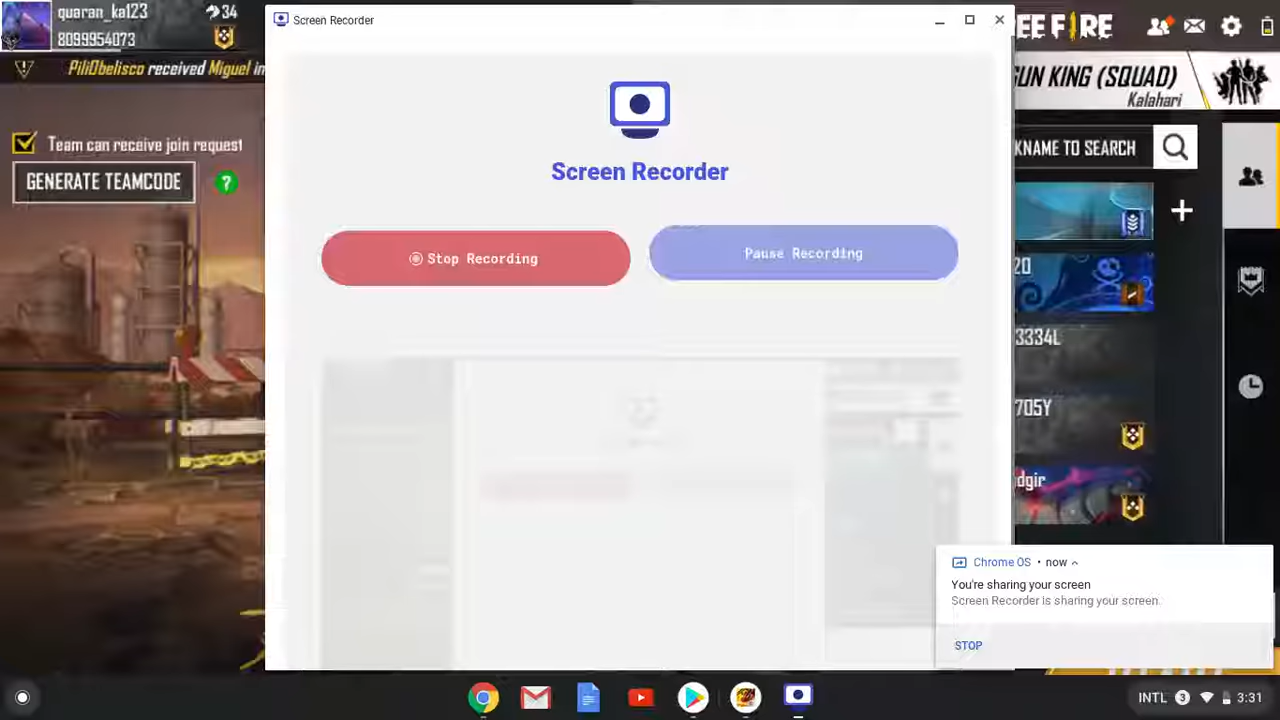 quaran_ka123
34
8099954073
PiliObelisco received Miguel in
Team can receive join request
GENERATE TEAMCODE
?
Screen Recorder
Screen Recorder
Stop Recording
Pause Recording
EE FIRE
GUN KING (SQUAD)
Kalahari
KNAME TO SEARCH
20
3334L
705Y
dgir
Chrome OS • now
You're sharing your screen
Screen Recorder is sharing your screen.
STOP
INTL 3 3:31